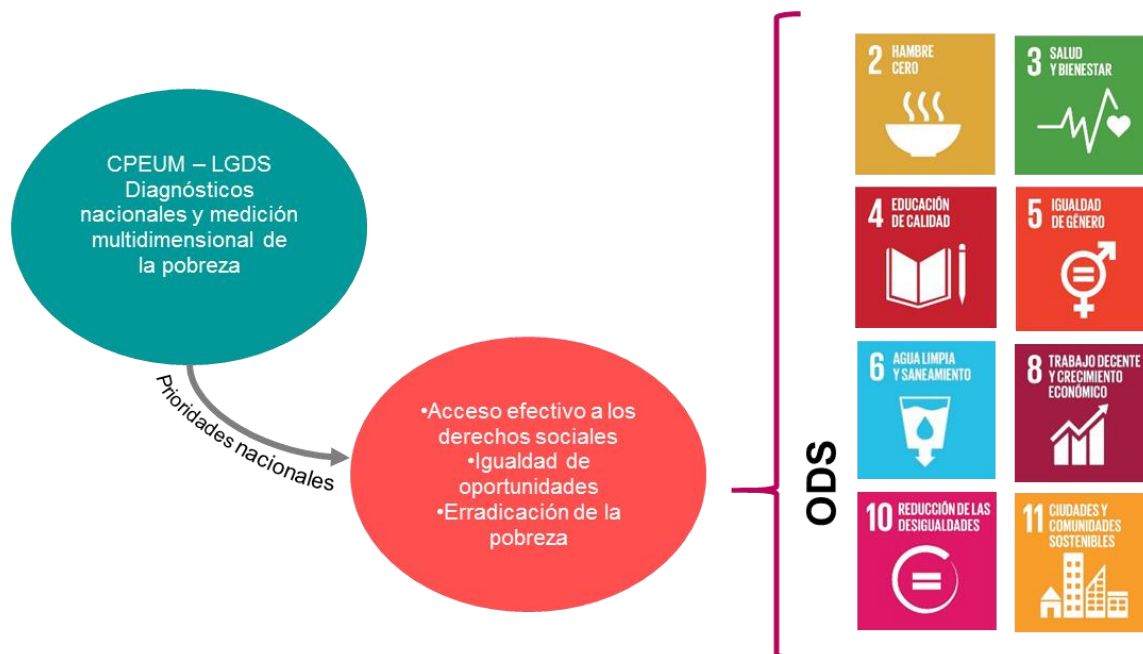 CPEUM – LGDS
Diagnósticos
nacionales y medición
multidimensional de
la pobreza
Prioridades nacionales
•Acceso efectivo a los
derechos sociales
•Igualdad de
oportunidades
•Erradicación de la
pobreza
ODS
2 HAMBRE
CERO
3 SALUD
Y BIENESTAR
4 EDUCACIÓN
DE CALIDAD
5 IGUALDAD
DE GÉNERO
6 AGUA LIMPIA
Y SANEAMIENTO
8 TRABAJO DECENTE
Y CRECIMIENTO
ECONÓMICO
10 REDUCCIÓN DE LAS
DESIGUALDADES
11 CIUDADES Y
COMUNIDADES
SOSTENIBLES